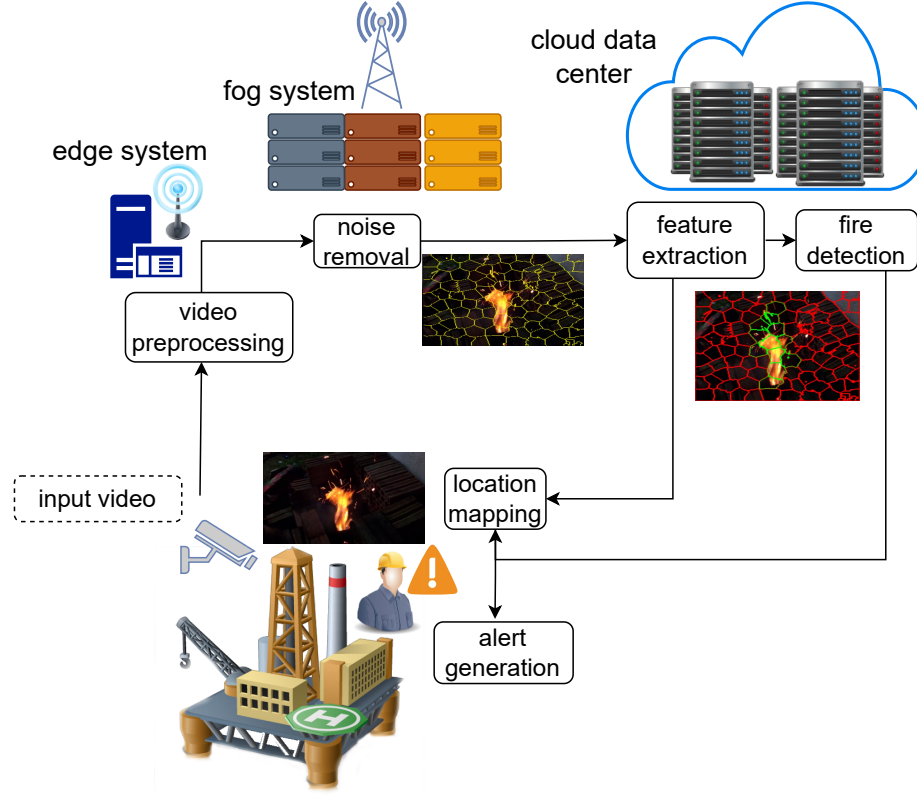 cloud data
center
fog system
edge system
noise
removal
feature
extraction
fire
detection
video
preprocessing
input video
location
mapping
alert
generation
H